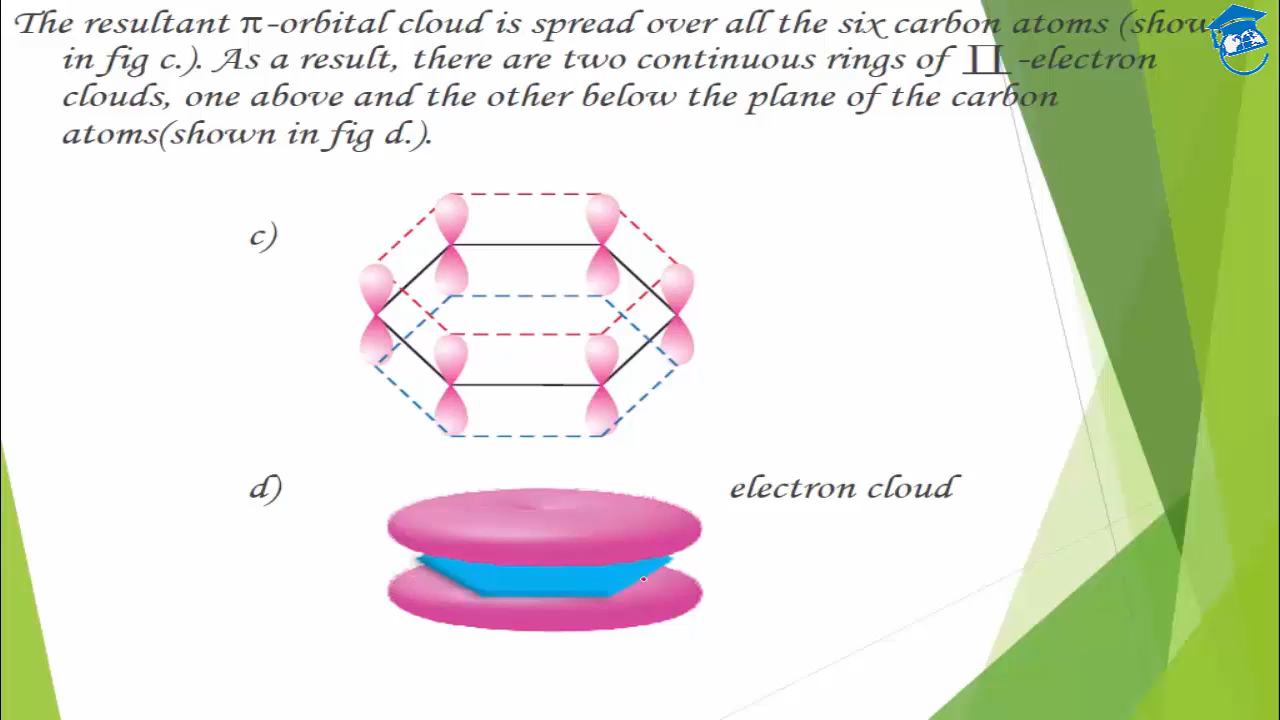 The resultant π-orbital cloud is spread over all the six carbon atoms (show
in fig c.). As a result, there are two continuous rings of ∏ -electron
clouds, one above and the other below the plane of the carbon
atoms(shown in fig d.).
c)
d)
electron cloud